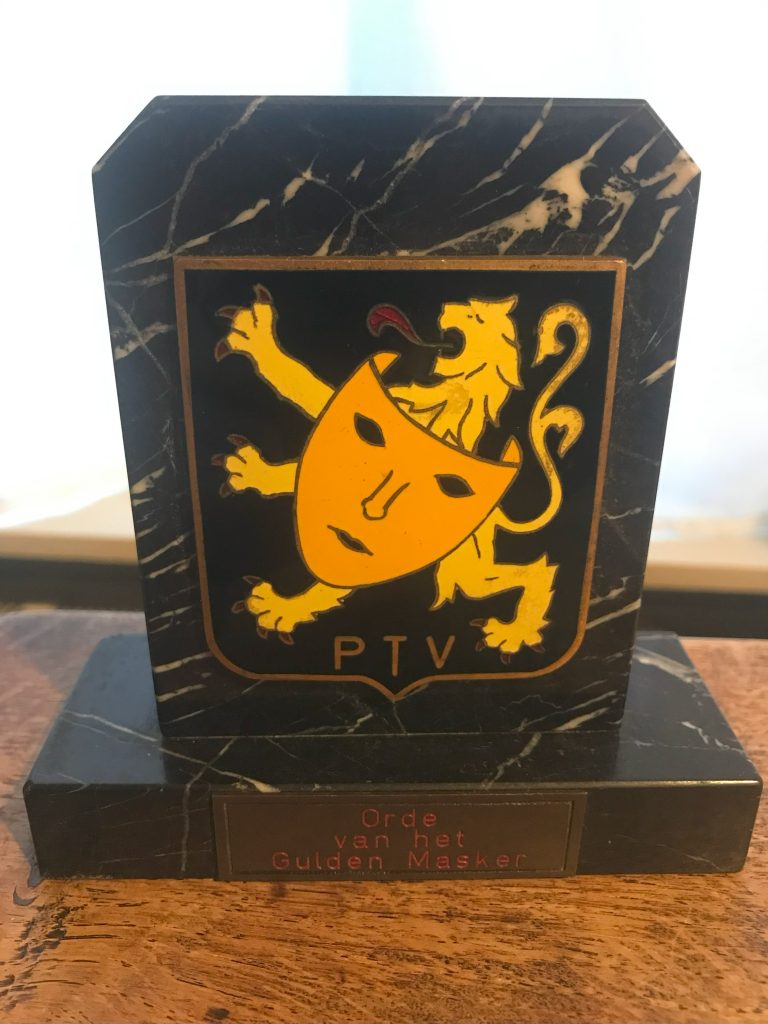 PTV
Orde
van het
Gulden Masker